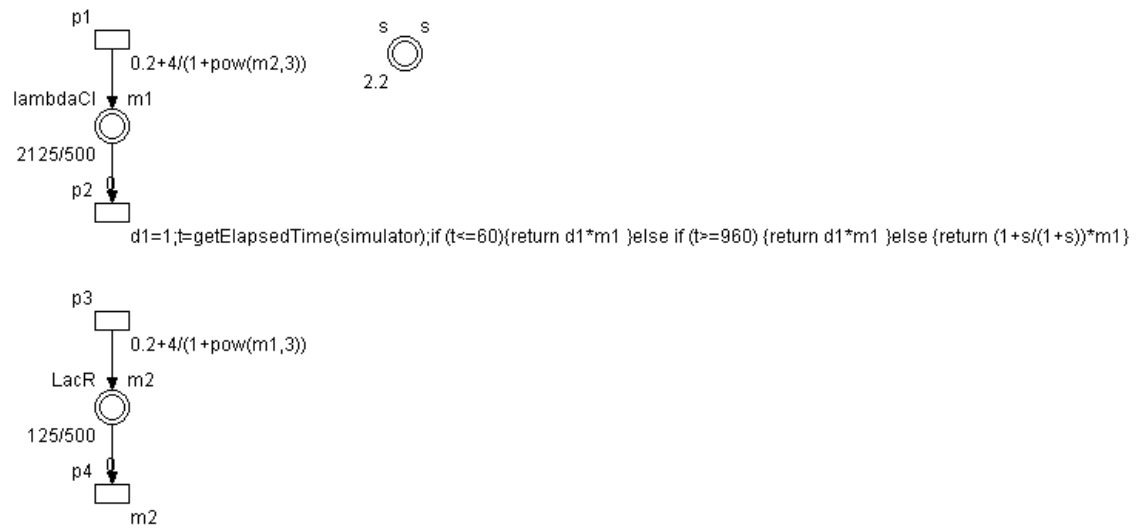 p1
s s
0.2+4/(1+pow(m2,3))
2.2
lambdaCI m1
2125/500
0
p2
d1=1;t=getElapsedTime(simulator);if (t<=60){return d1*m1 }else if (t>=960) {return d1*m1 }else {return (1+s/(1+s))*m1}
p3
0.2+4/(1+pow(m1,3))
LacR m2
125/500
0
p4
m2